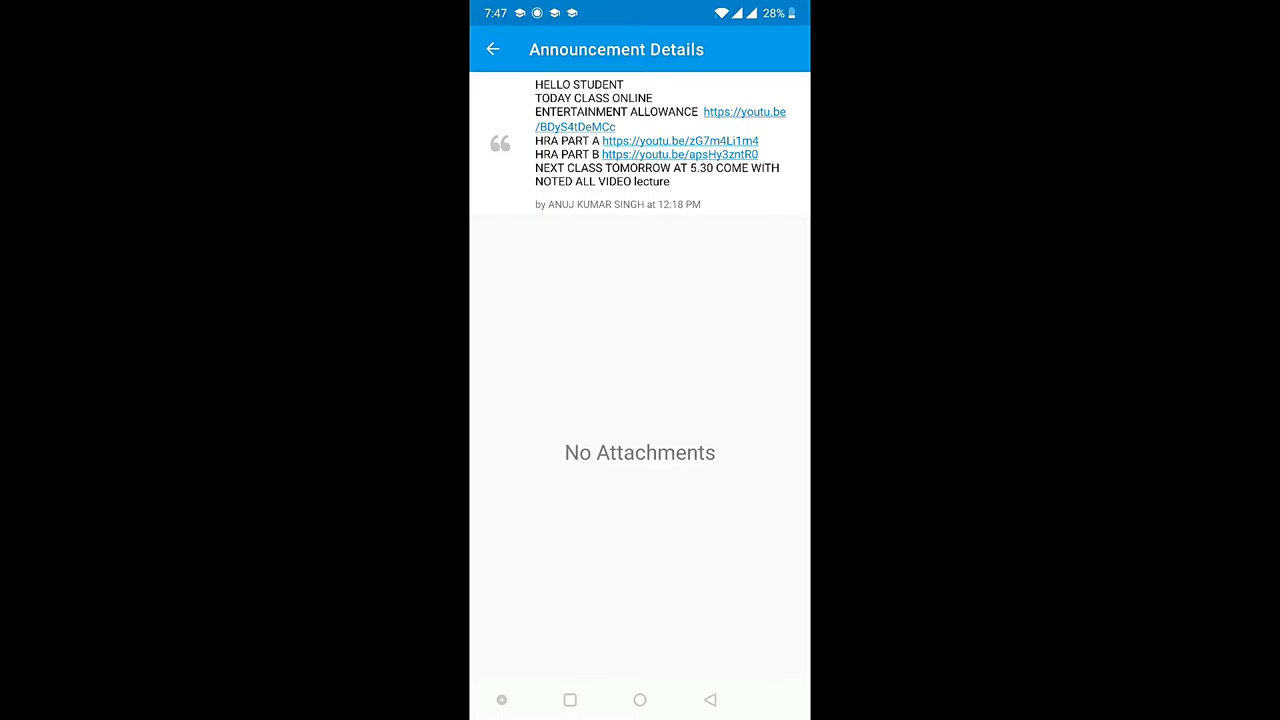 7:47
28%
Announcement Details
HELLO STUDENT
TODAY CLASS ONLINE
ENTERTAINMENT ALLOWANCE https://youtu.be
/BDyS4tDeMCc
HRA PART A https://youtu.be/zG7m4Li1m4
HRA PART B https://youtu.be/apsHy3zntR0
NEXT CLASS TOMORROW AT 5.30 COME WITH
NOTED ALL VIDEO lecture
by ANUJ KUMAR SINGH at 12:18 PM
No Attachments